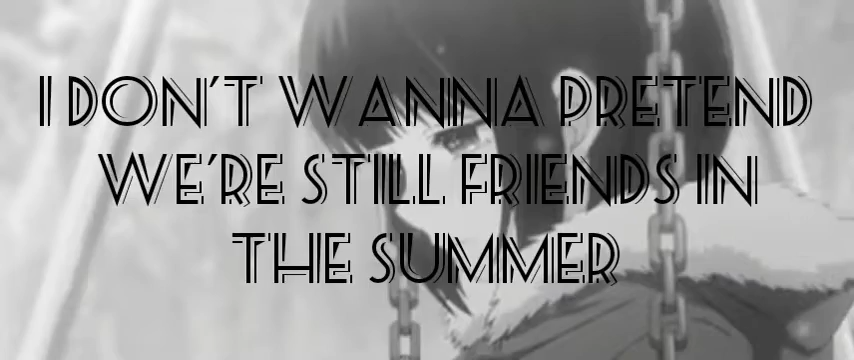 I DON'T WANNA PRETEND
WE'RE STILL FRIENDS IN
THE SUMMER